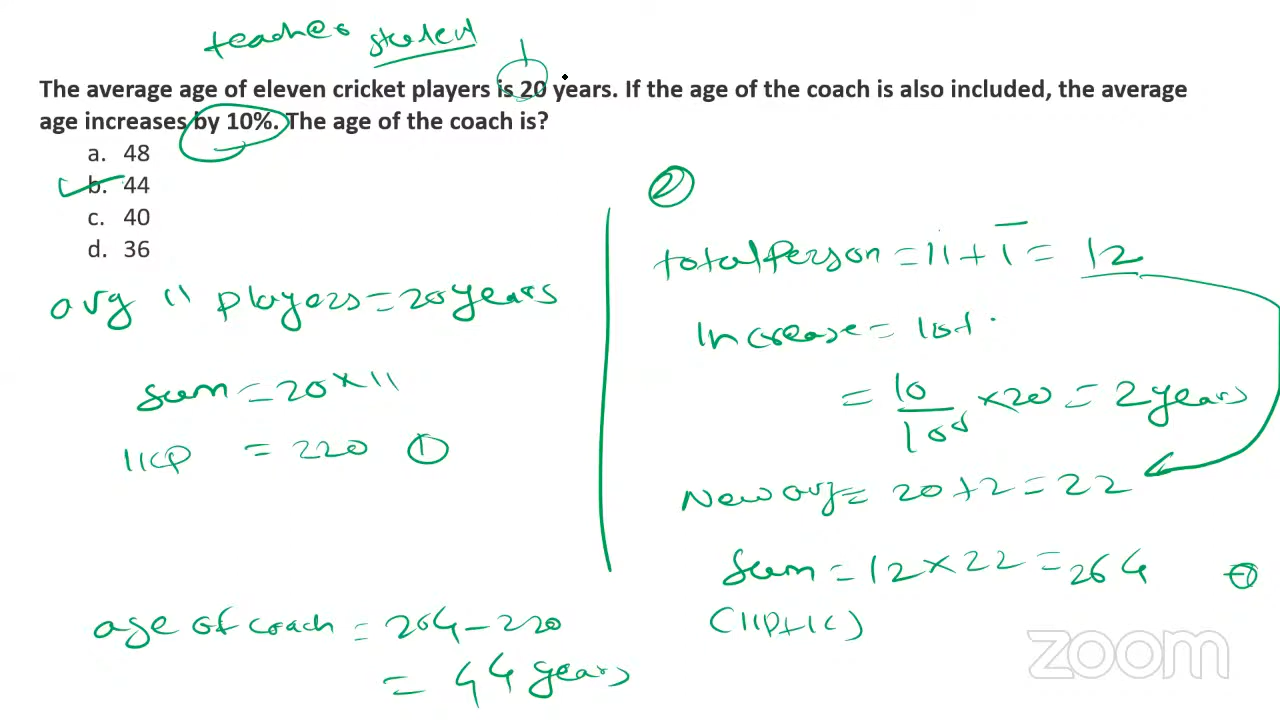 teacher student
The average age of eleven cricket players is 20 years. If the age of the coach is also included, the average
age increases by 10%. The age of the coach is?
a. 48
b. 44
c. 40
d. 36
avg 11 players = 20 years
sum = 20 × 11
11cp = 220 ①
②
total Person = 11 + 1 = 12
Increase = 10%
= 10/100 × 20 = 2 years
New avg = 20 + 2 = 22
Sum = 12 × 22 = 264
(11p+1c)
age of coach = 264 - 220
= 44 years
zoom